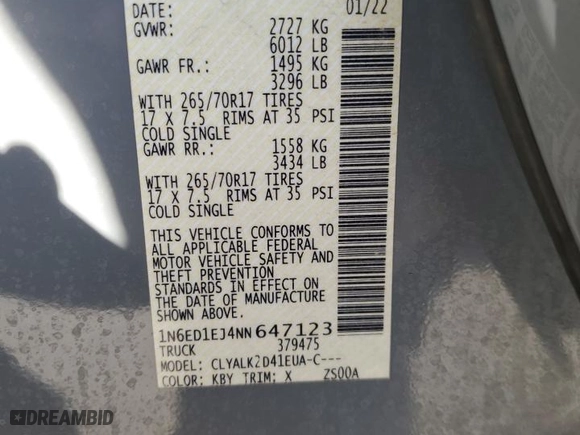 DATE: 01/22
GVWR: 2727 KG
6012 LB
GAWR FR.: 1495 KG
3296 LB
WITH 265/70R17 TIRES
17 X 7.5 RIMS AT 35 PSI
COLD SINGLE
GAWR RR.: 1558 KG
3434 LB
WITH 265/70R17 TIRES
17 X 7.5 RIMS AT 35 PSI
COLD SINGLE
THIS VEHICLE CONFORMS TO
ALL APPLICABLE FEDERAL
MOTOR VEHICLE SAFETY AND
THEFT PREVENTION
STANDARDS IN EFFECT ON
THE DATE OF MANUFACTURE
1N6ED1EJ4NN647123
TRUCK 379475
MODEL: CLYALK2D41EUA-C---
COLOR: KBY TRIM: X ZS00A
DREAMBID